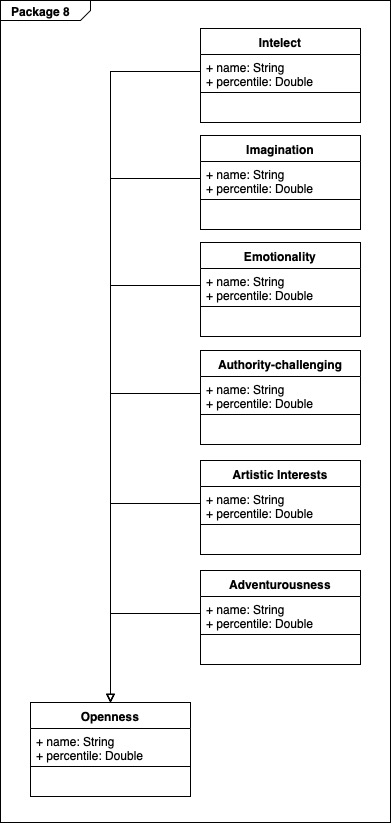 Package 8
Intelect
+ name: String
+ percentile: Double
Imagination
+ name: String
+ percentile: Double
Emotionality
+ name: String
+ percentile: Double
Authority-challenging
+ name: String
+ percentile: Double
Artistic Interests
+ name: String
+ percentile: Double
Adventurousness
+ name: String
+ percentile: Double
Openness
+ name: String
+ percentile: Double